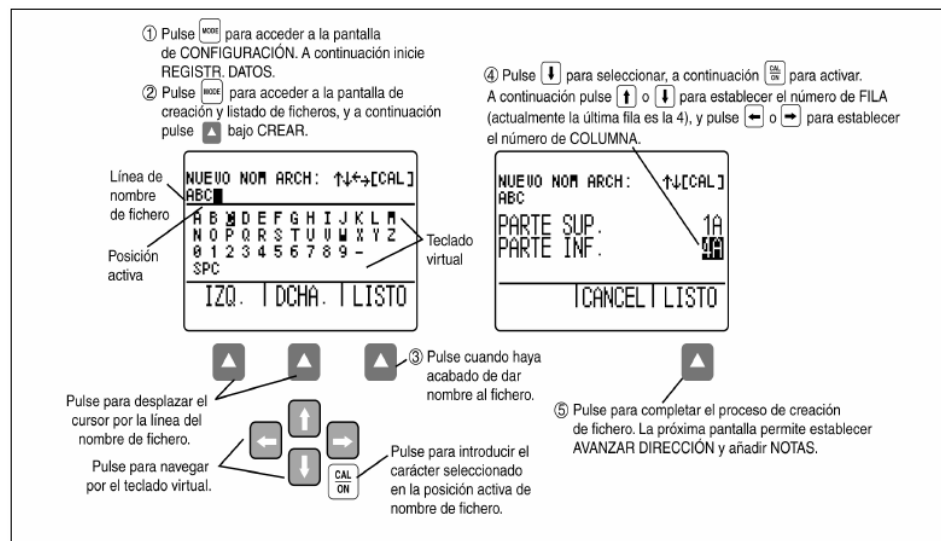 ① Pulse MODE para acceder a la pantalla
de CONFIGURACIÓN. A continuación inicie
REGISTR. DATOS.
② Pulse MODE para acceder a la pantalla de
creación y listado de ficheros, y a continuación
pulse ▲ bajo CREAR.
④ Pulse ⬇ para seleccionar, a continuación CAL ON para activar.
A continuación pulse ⬆ o ⬇ para establecer el número de FILA
(actualmente la última fila es la 4), y pulse ⬅ o ➡ para establecer
el número de COLUMNA.
Línea de
nombre
de fichero
Posición
activa
NUEVO NOM ARCH: ↑↓←→[CAL]
ABC
A B C D E F G H I J K L M
N O P Q R S T U V W X Y Z
0 1 2 3 4 5 6 7 8 9 –
SPC
IZQ. DCHA. LISTO
Teclado
virtual
NUEVO NOM ARCH: ↑↓[CAL]
ABC
PARTE SUP. 1A
PARTE INF. 4A
CANCEL LISTO
③ Pulse cuando haya
acabado de dar
nombre al fichero.
Pulse para desplazar el
cursor por la línea del
nombre de fichero.
Pulse para navegar
por el teclado virtual.
CAL
ON
Pulse para introducir el
carácter seleccionado
en la posición activa de
nombre de fichero.
⑤ Pulse para completar el proceso de creación
de fichero. La próxima pantalla permite establecer
AVANZAR DIRECCIÓN y añadir NOTAS.